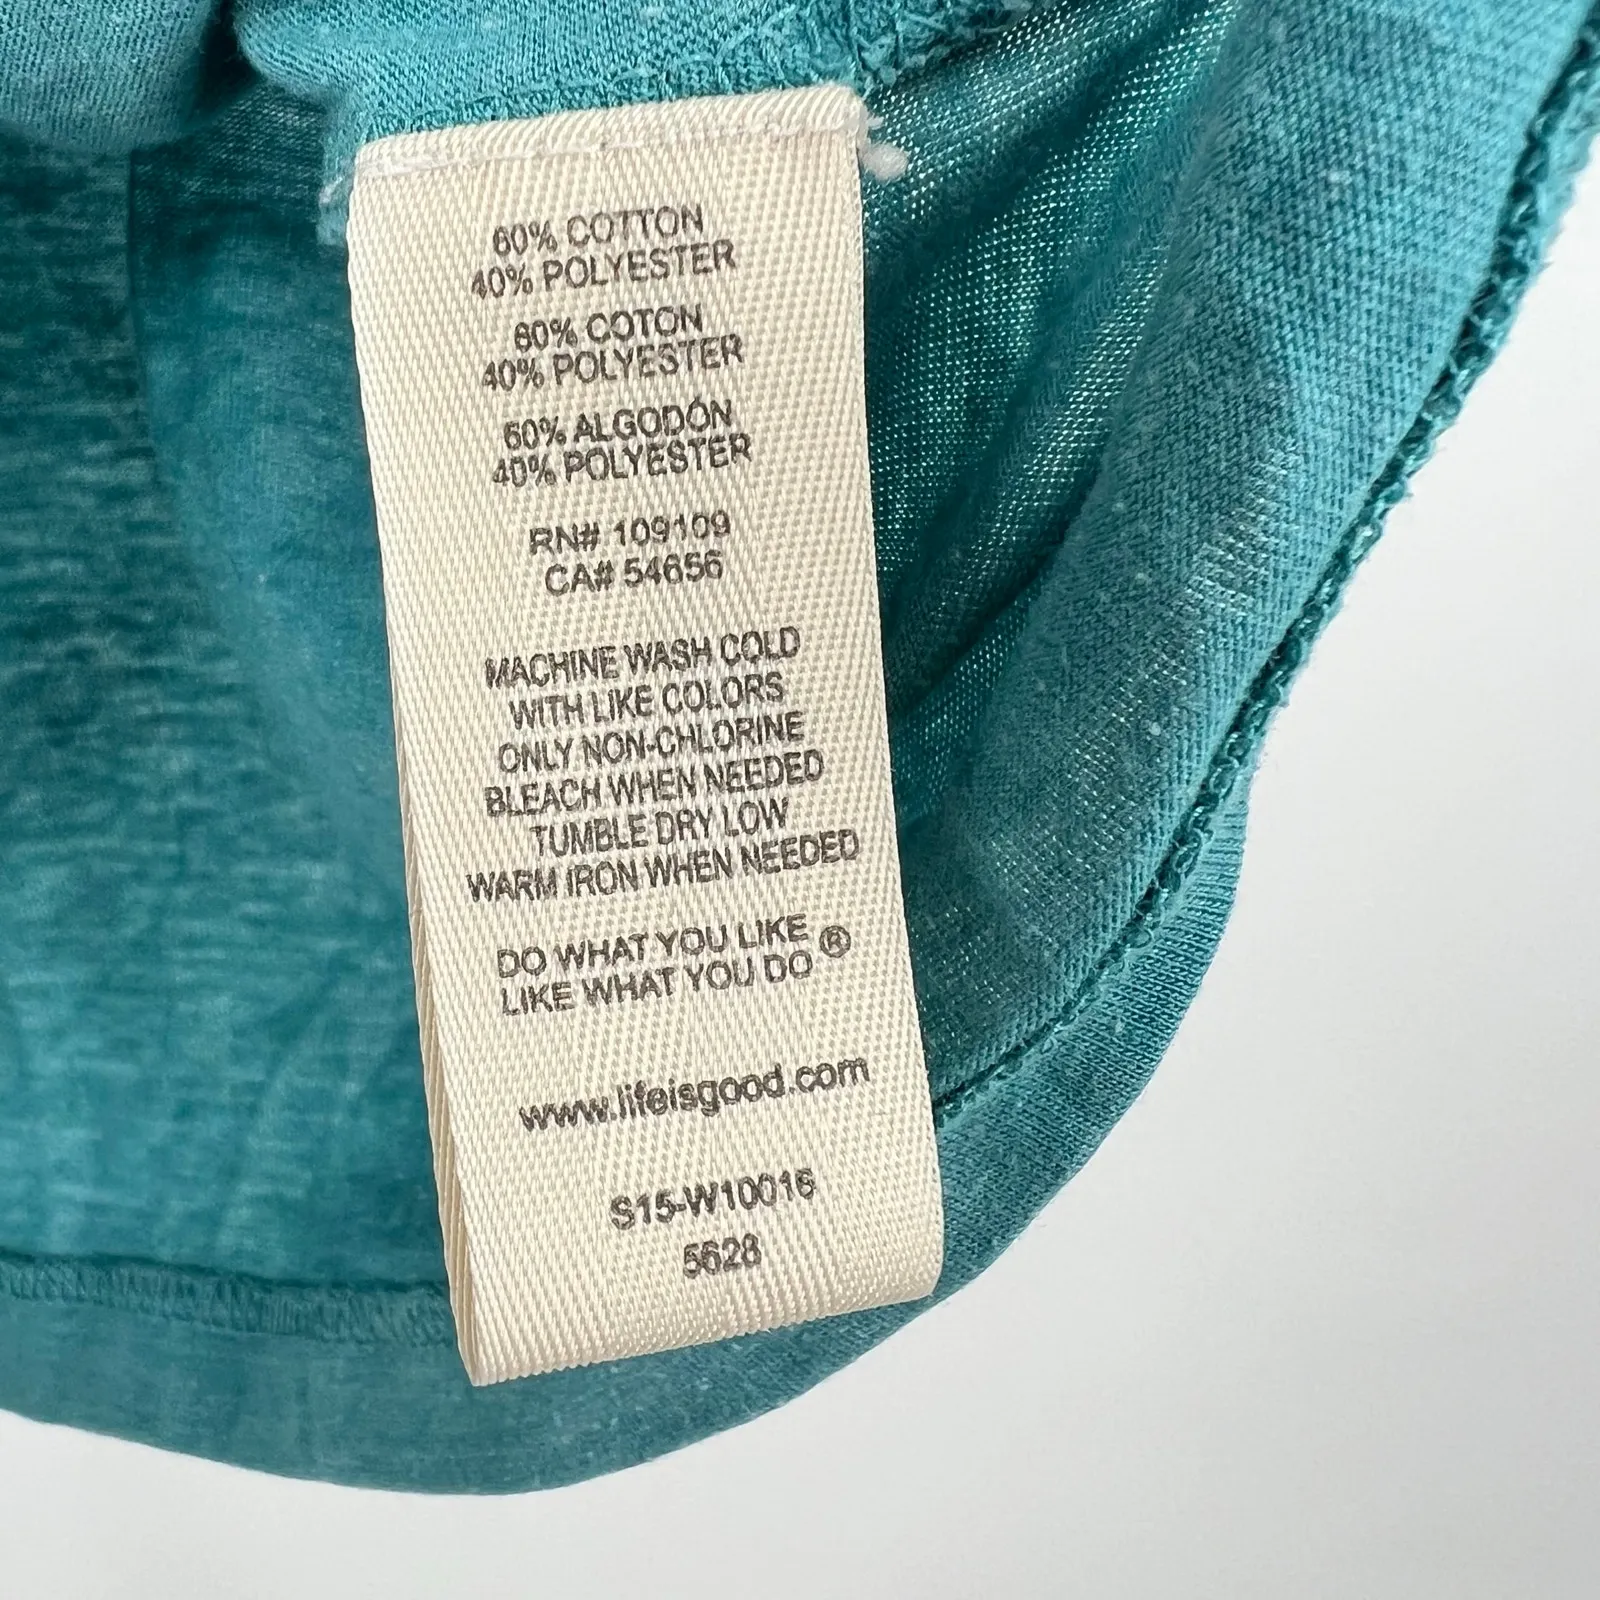 60% COTTON
40% POLYESTER
60% COTON
40% POLYESTER
60% ALGODÓN
40% POLYESTER
RN# 109109
CA# 54656
MACHINE WASH COLD
WITH LIKE COLORS
ONLY NON-CHLORINE
BLEACH WHEN NEEDED
TUMBLE DRY LOW
WARM IRON WHEN NEEDED
DO WHAT YOU LIKE
LIKE WHAT YOU DO®
www.lifeisgood.com
S15-W10016
5628